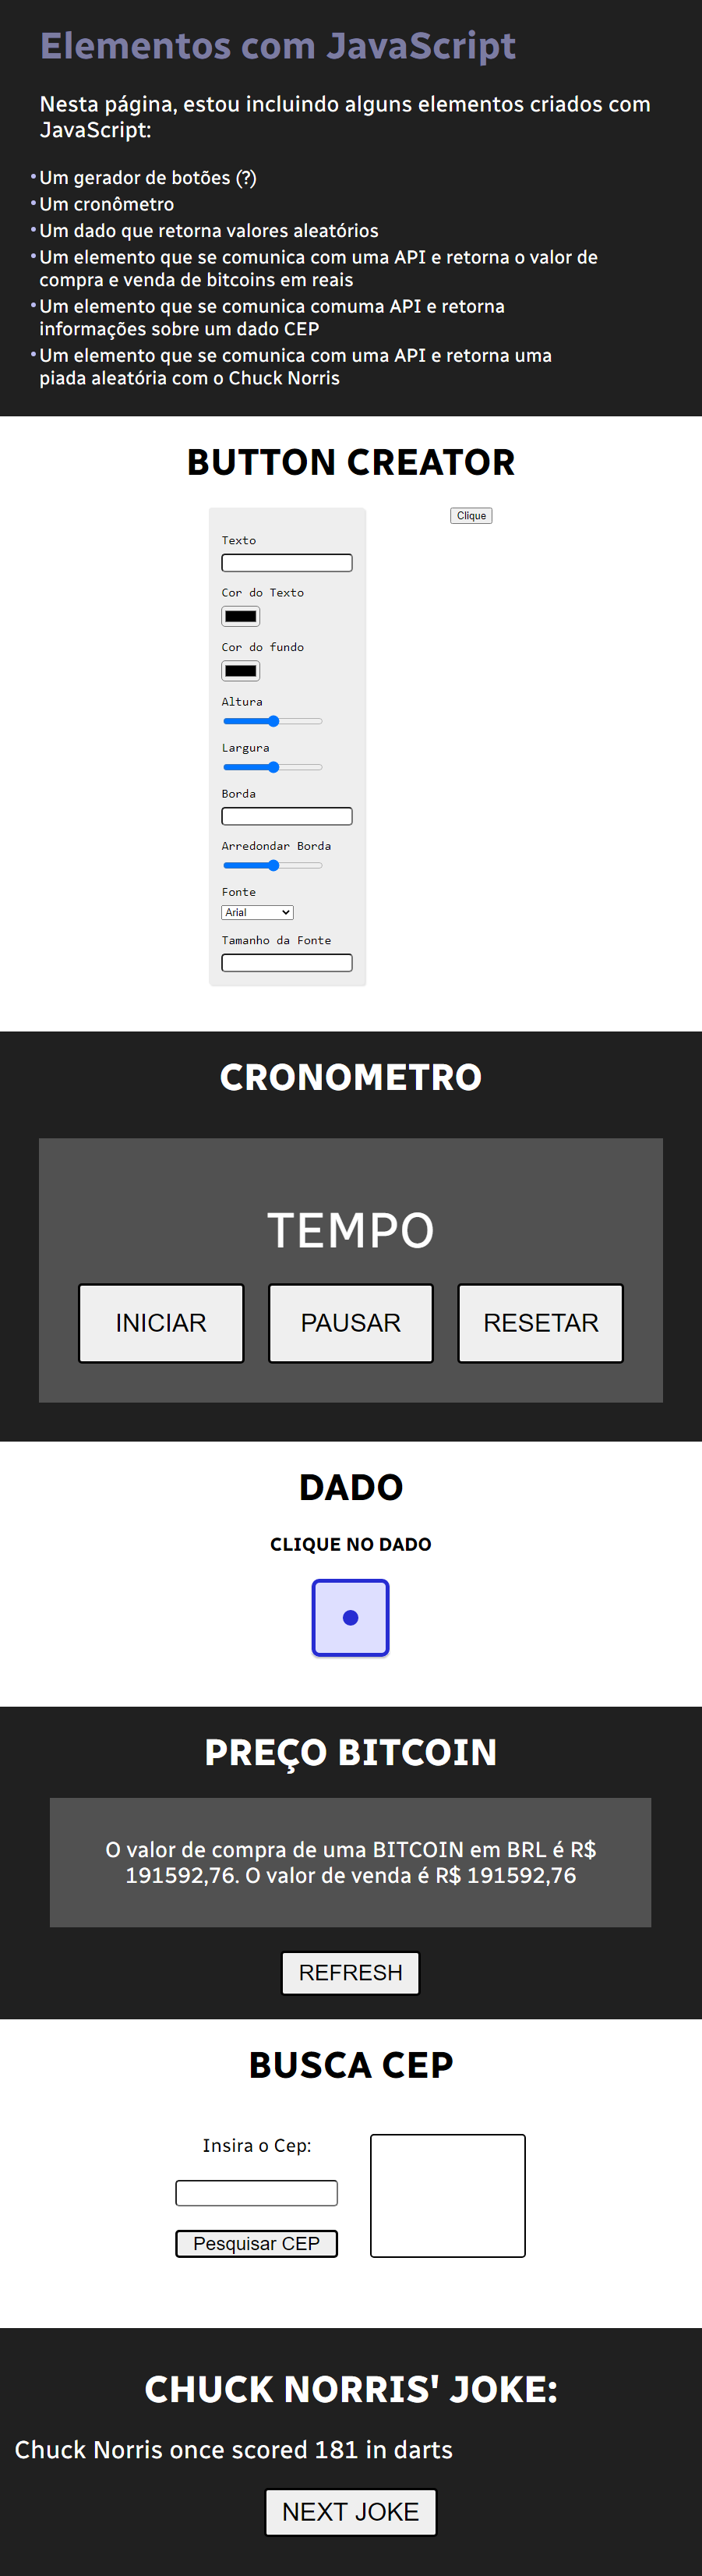 Elementos com JavaScript
Nesta página, estou incluindo alguns elementos criados com
JavaScript:
• Um gerador de botões (?)
• Um cronômetro
• Um dado que retorna valores aleatórios
• Um elemento que se comunica com uma API e retorna o valor de
compra e venda de bitcoins em reais
• Um elemento que se comunica comuma API e retorna
informações sobre um dado CEP
• Um elemento que se comunica com uma API e retorna uma
piada aleatória com o Chuck Norris
BUTTON CREATOR
Clique
Texto
Cor do Texto
Cor do fundo
Altura
Largura
Borda
Arredondar Borda
Fonte
Arial
Tamanho da Fonte
CRONOMETRO
TEMPO
INICIAR PAUSAR RESETAR
DADO
CLIQUE NO DADO
PREÇO BITCOIN
O valor de compra de uma BITCOIN em BRL é R$
191592,76. O valor de venda é R$ 191592,76
REFRESH
BUSCA CEP
Insira o Cep:
Pesquisar CEP
CHUCK NORRIS' JOKE:
Chuck Norris once scored 181 in darts
NEXT JOKE